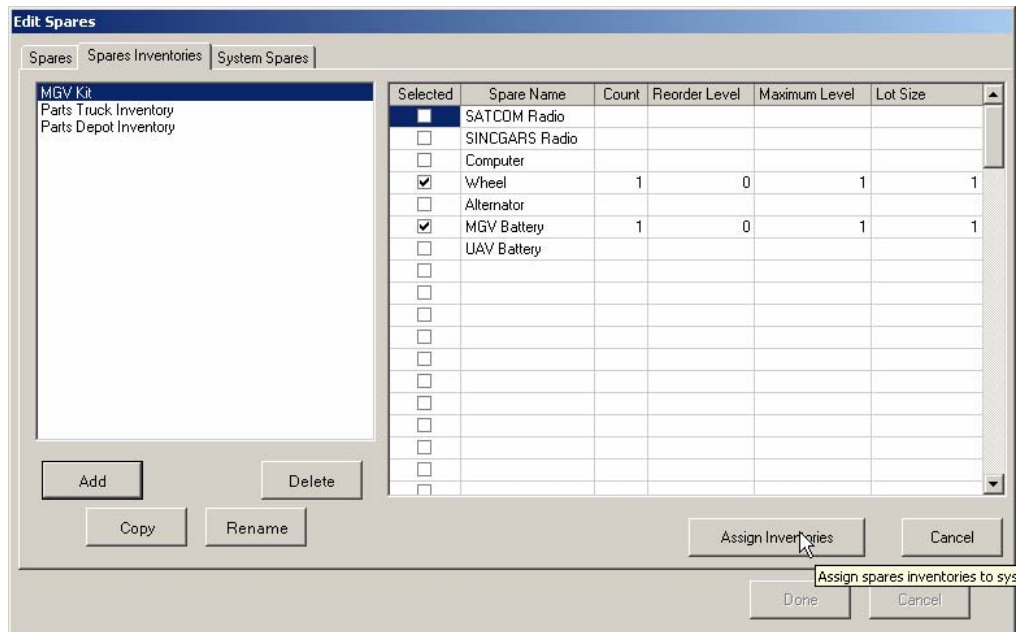 Edit Spares
Spares Spares Inventories System Spares
MGV Kit
Parts Truck Inventory
Parts Depot Inventory
Selected Spare Name Count Reorder Level Maximum Level Lot Size
SATCOM Radio
SINCGARS Radio
Computer
Wheel 1 0 1 1
Alternator
MGV Battery 1 0 1 1
UAV Battery
Add Delete
Copy Rename
Assign Inventories Cancel
Assign spares inventories to sys
Done Cancel